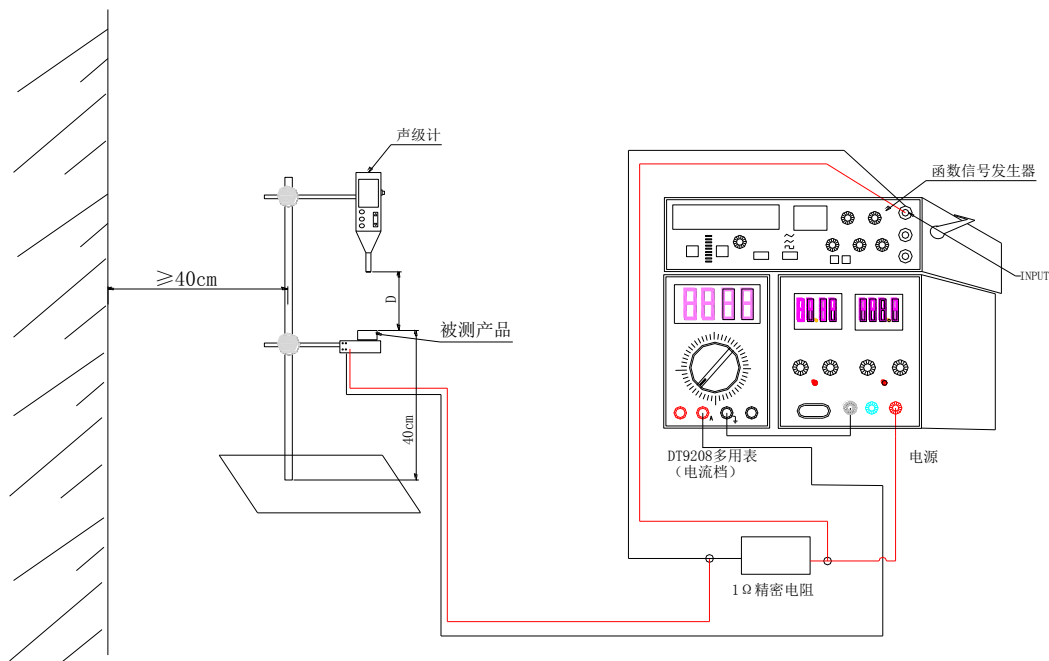 声级计
函数信号发生器
INPUT
≥40cm
D
被测产品
40cm
A
DT9208多用表
（电流档）
电源
1Ω精密电阻